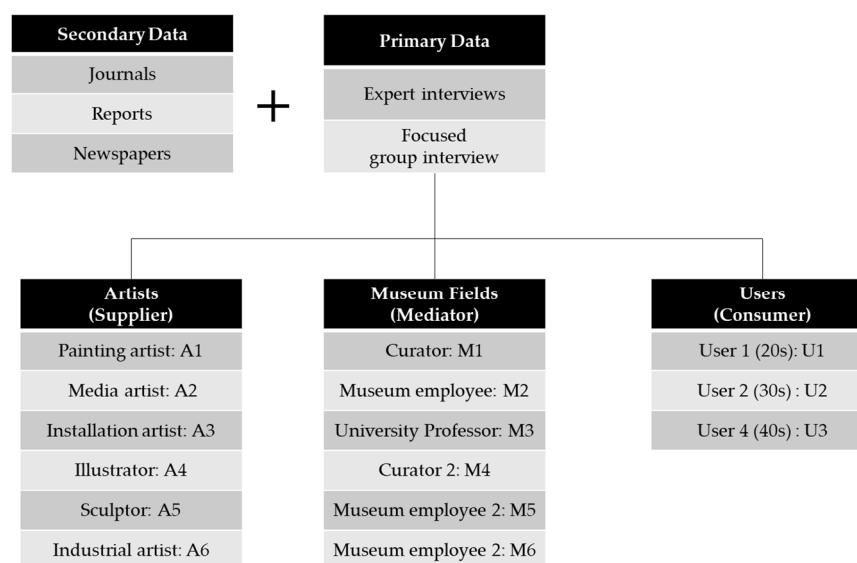 Secondary Data
Journals
Reports
Newspapers
+
Primary Data
Expert interviews
Focused
group interview
Artists
(Supplier)
Painting artist: A1
Media artist: A2
Installation artist: A3
Illustrator: A4
Sculptor: A5
Industrial artist: A6
Museum Fields
(Mediator)
Curator: M1
Museum employee: M2
University Professor: M3
Curator 2: M4
Museum employee 2: M5
Museum employee 2: M6
Users
(Consumer)
User 1 (20s): U1
User 2 (30s) : U2
User 4 (40s) : U3